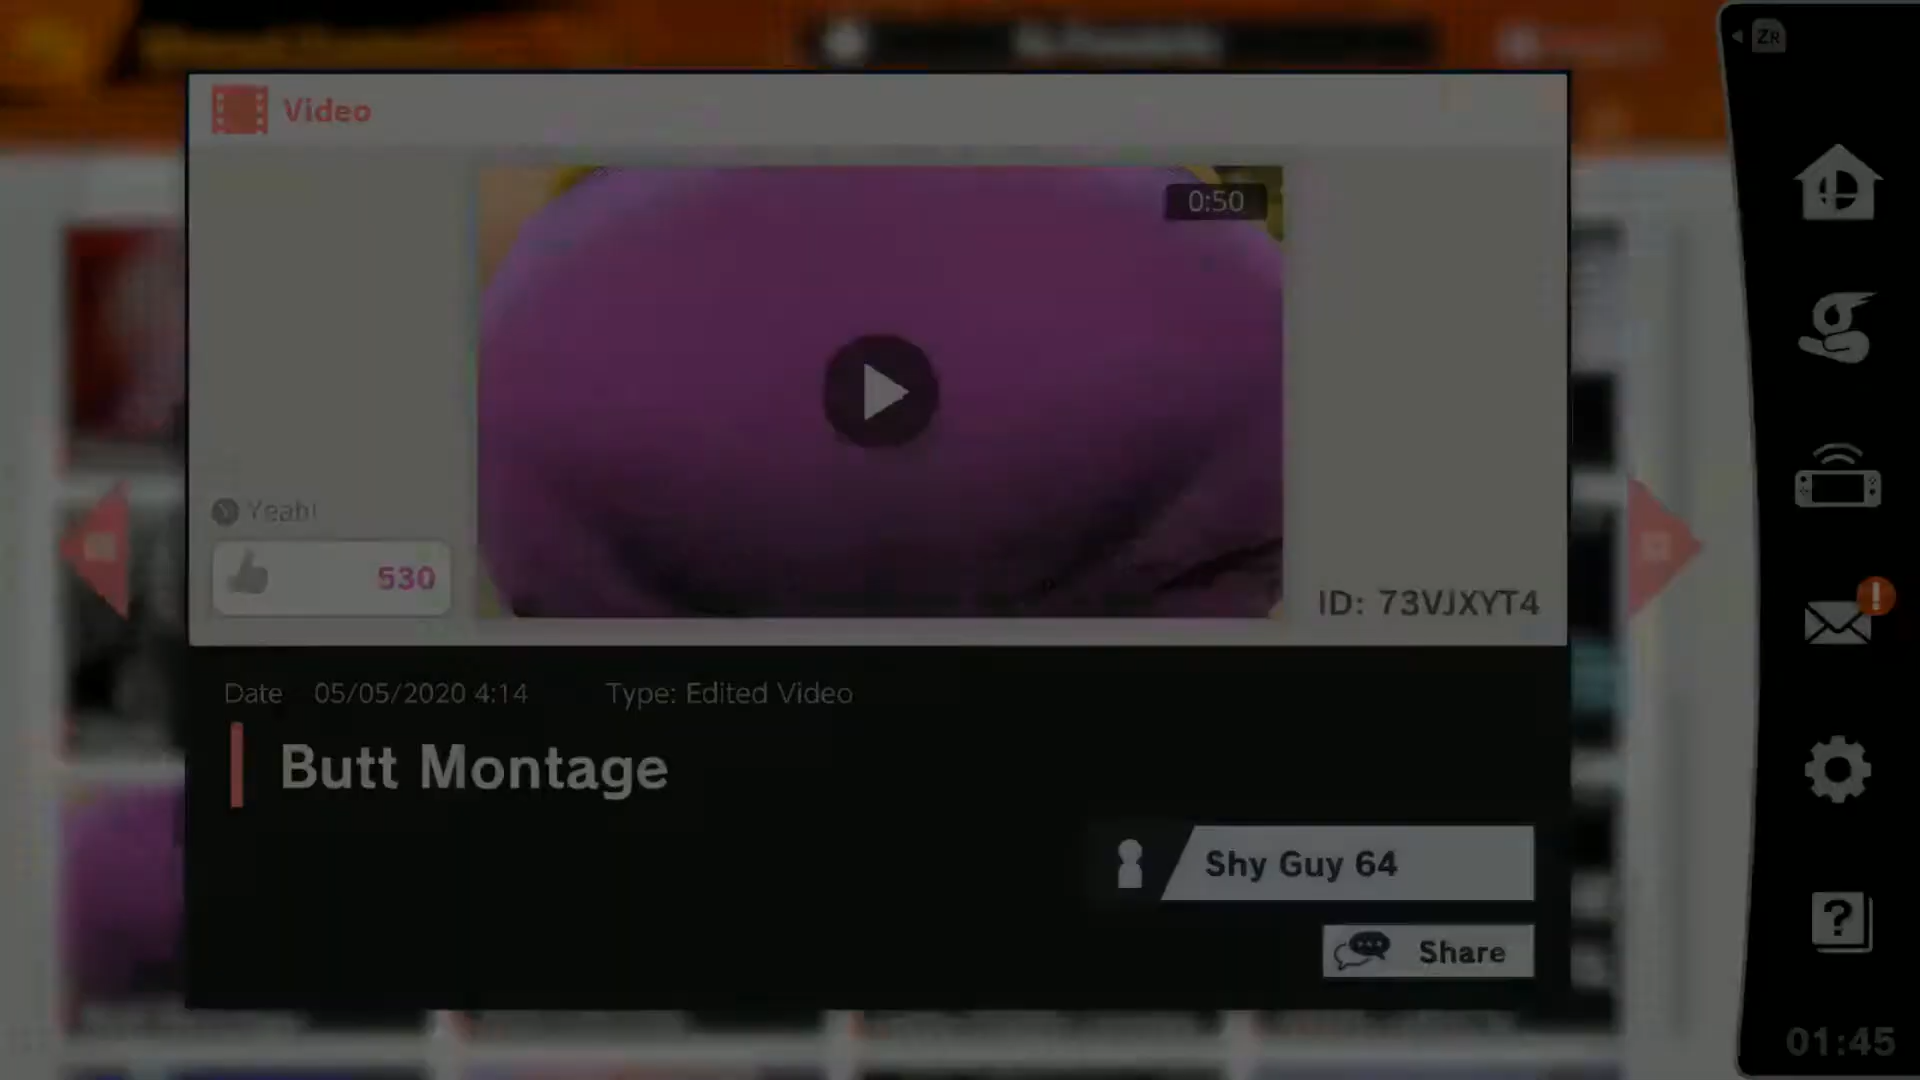 ZR
Video
0:50
Yeah!
530
ID: 73VJXYT4
Date 05/05/2020 4:14 Type: Edited Video
Butt Montage
Shy Guy 64
Share
01:45